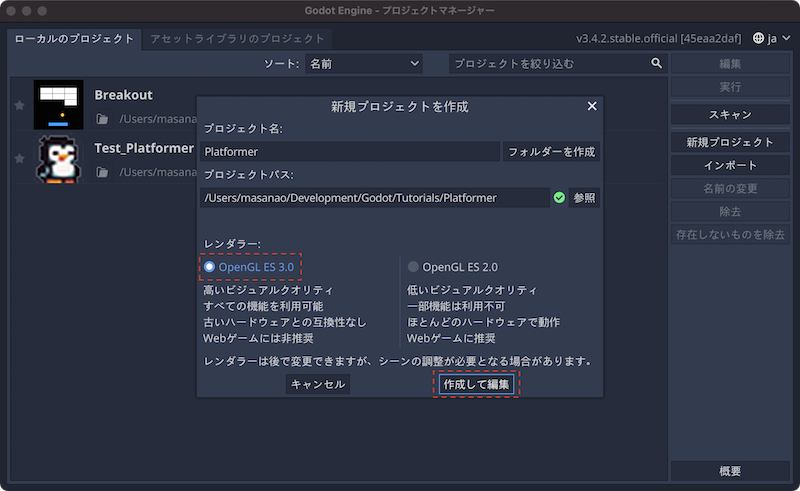 Godot Engine - プロジェクトマネージャー
ローカルのプロジェクト
アセットライブラリのプロジェクト
v3.4.2.stable.official [45eaa2daf]
ja
ソート:
名前
プロジェクトを絞り込む
編集
実行
スキャン
新規プロジェクト
インポート
名前の変更
除去
存在しないものを除去
概要
Breakout
/Users/masana
Test_Platformer
/Users/masana
新規プロジェクトを作成
プロジェクト名:
Platformer
フォルダーを作成
プロジェクトパス:
/Users/masanao/Development/Godot/Tutorials/Platformer
参照
レンダラー:
OpenGL ES 3.0
高いビジュアルクオリティ
すべての機能を利用可能
古いハードウェアとの互換性なし
Webゲームには非推奨
OpenGL ES 2.0
低いビジュアルクオリティ
一部機能は利用不可
ほとんどのハードウェアで動作
Webゲームに推奨
レンダラーは後で変更できますが、シーンの調整が必要となる場合があります。
キャンセル
作成して編集